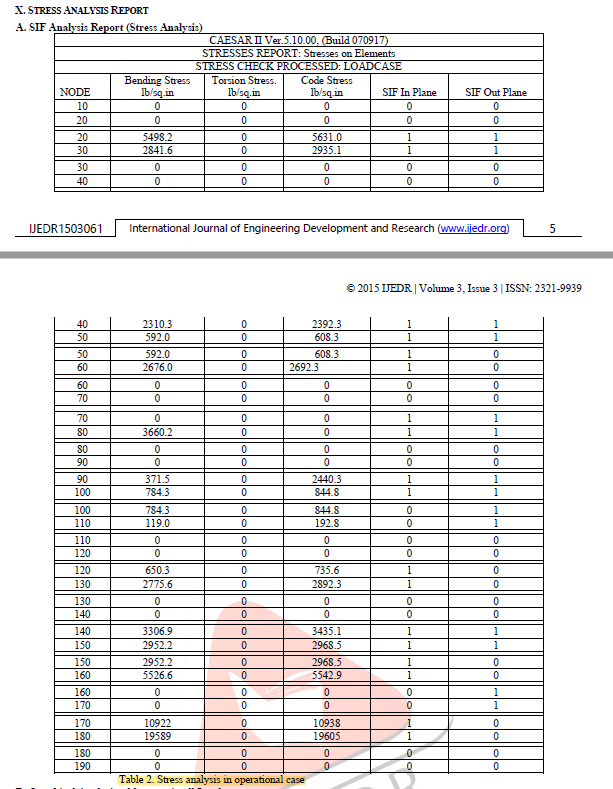 X. STRESS ANALYSIS REPORT
A. SIF Analysis Report (Stress Analysis)
CAESAR II Ver.5.10.00, (Build 070917)
STRESSES REPORT: Stresses on Elements
STRESS CHECK PROCESSED: LOADCASE
NODE Bending Stress lb/sq.in Torsion Stress. lb/sq.in Code Stress lb/sq.in SIF In Plane SIF Out Plane
10 0 0 0 0 0
20 0 0 0 0 0
20 5498.2 0 5631.0 1 1
30 2841.6 0 2935.1 1 1
30 0 0 0 0 0
40 0 0 0 0 0
IJEDR1503061 International Journal of Engineering Development and Research (www.ijedr.org) 5
© 2015 IJEDR | Volume 3, Issue 3 | ISSN: 2321-9939
40 2310.3 0 2392.3 1 1
50 592.0 0 608.3 1 1
50 592.0 0 608.3 1 0
60 2676.0 0 2692.3 1 0
60 0 0 0 0 0
70 0 0 0 0 0
70 0 0 0 1 1
80 3660.2 0 0 1 1
80 0 0 0 0 0
90 0 0 0 0 0
90 371.5 0 2440.3 1 1
100 784.3 0 844.8 1 1
100 784.3 0 844.8 0 1
110 119.0 0 192.8 0 1
110 0 0 0 0 0
120 0 0 0 0 0
120 650.3 0 735.6 1 0
130 2775.6 0 2892.3 1 0
130 0 0 0 0 0
140 0 0 0 0 0
140 3306.9 0 3435.1 1 1
150 2952.2 0 2968.5 1 1
150 2952.2 0 2968.5 1 0
160 5526.6 0 5542.9 1 0
160 0 0 0 0 1
170 0 0 0 0 1
170 10922 0 10938 1 0
180 19589 0 19605 1 0
180 0 0 0 0 0
190 0 0 0 0 0
Table 2. Stress analysis in operational case